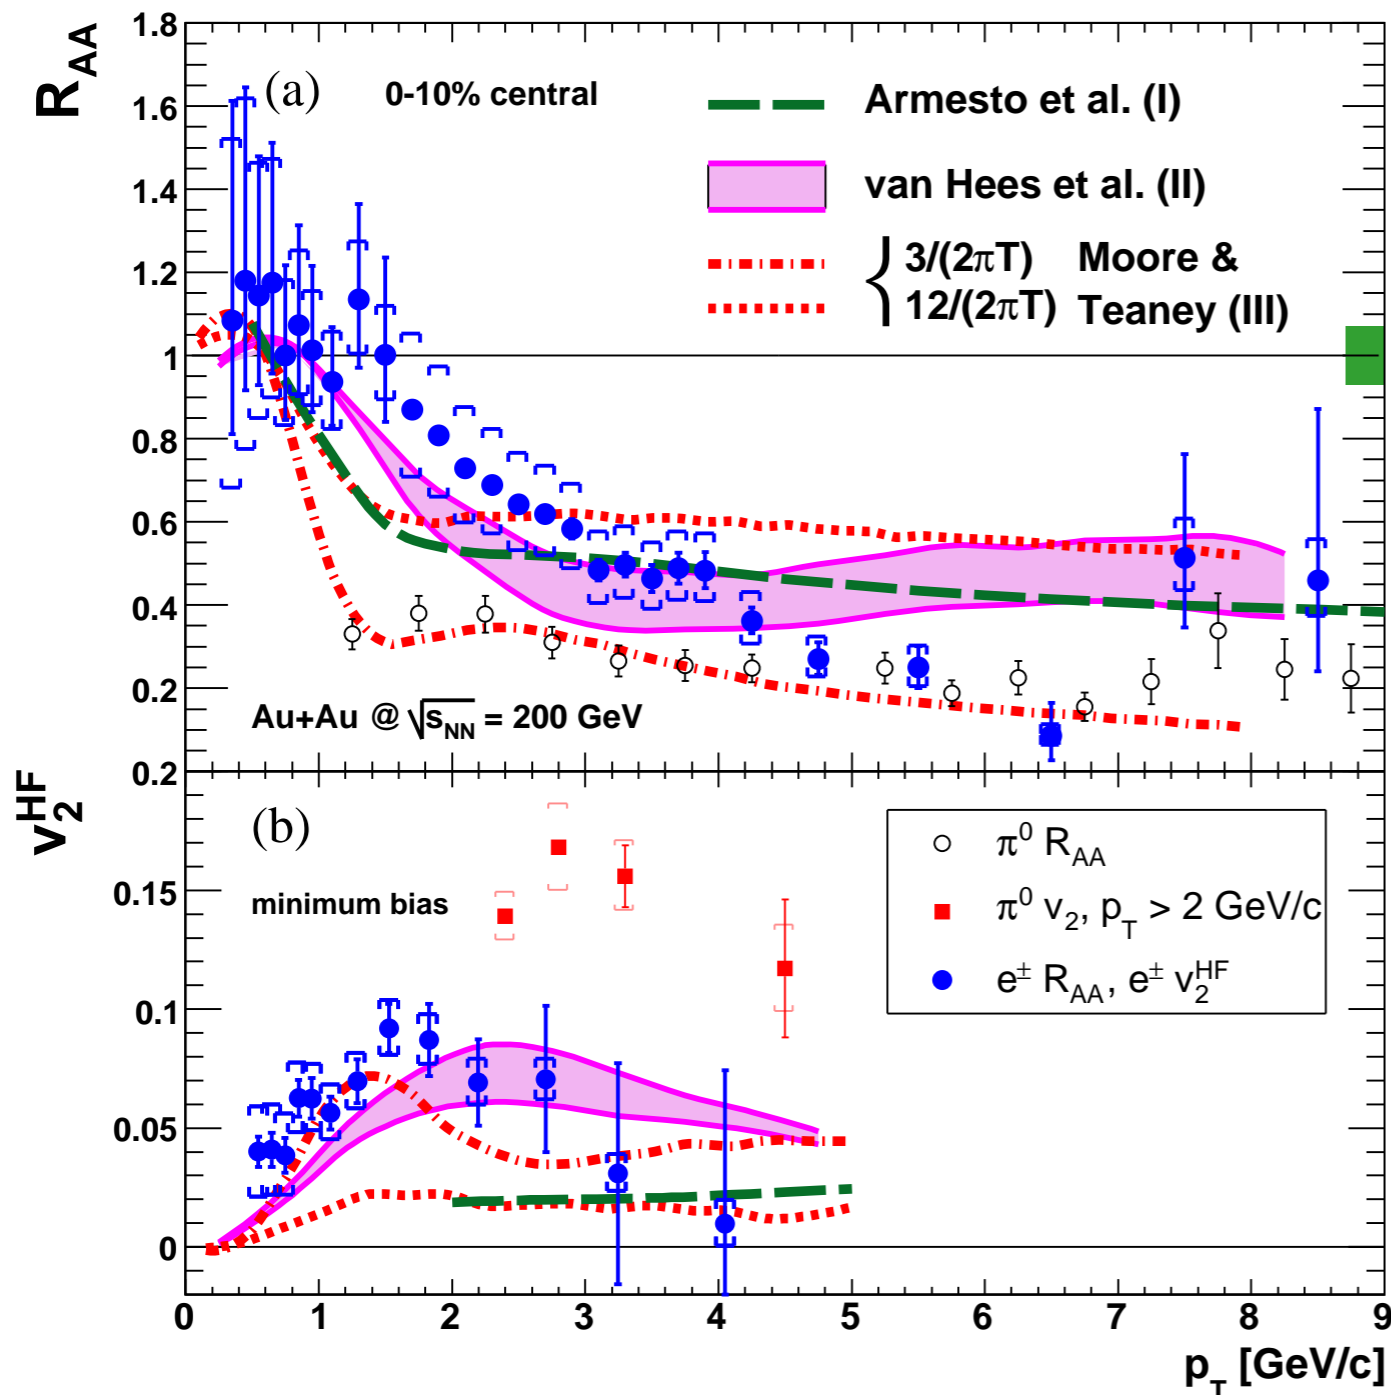 R_AA
1.8
1.6
1.4
1.2
1
0.8
0.6
0.4
0.2
(a)
0-10% central
Armesto et al. (I)
van Hees et al. (II)
3/(2πT) Moore &
12/(2πT) Teaney (III)
Au+Au @ √s_NN = 200 GeV
v_2^HF
0.2
0.15
0.1
0.05
0
(b)
minimum bias
π^0 R_AA
π^0 v_2, p_T > 2 GeV/c
e^± R_AA, e^± v_2^HF
0 1 2 3 4 5 6 7 8 9
p_T [GeV/c]